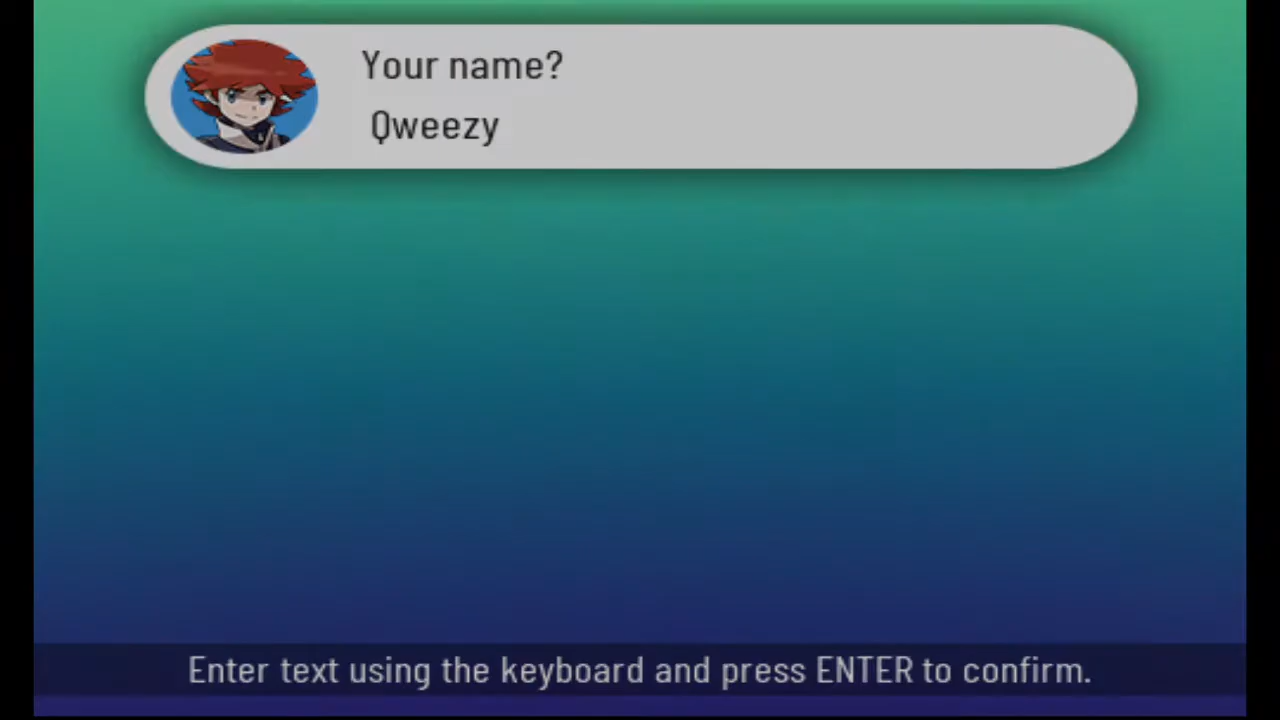 Your name?
Qweezy
Enter text using the keyboard and press ENTER to confirm.